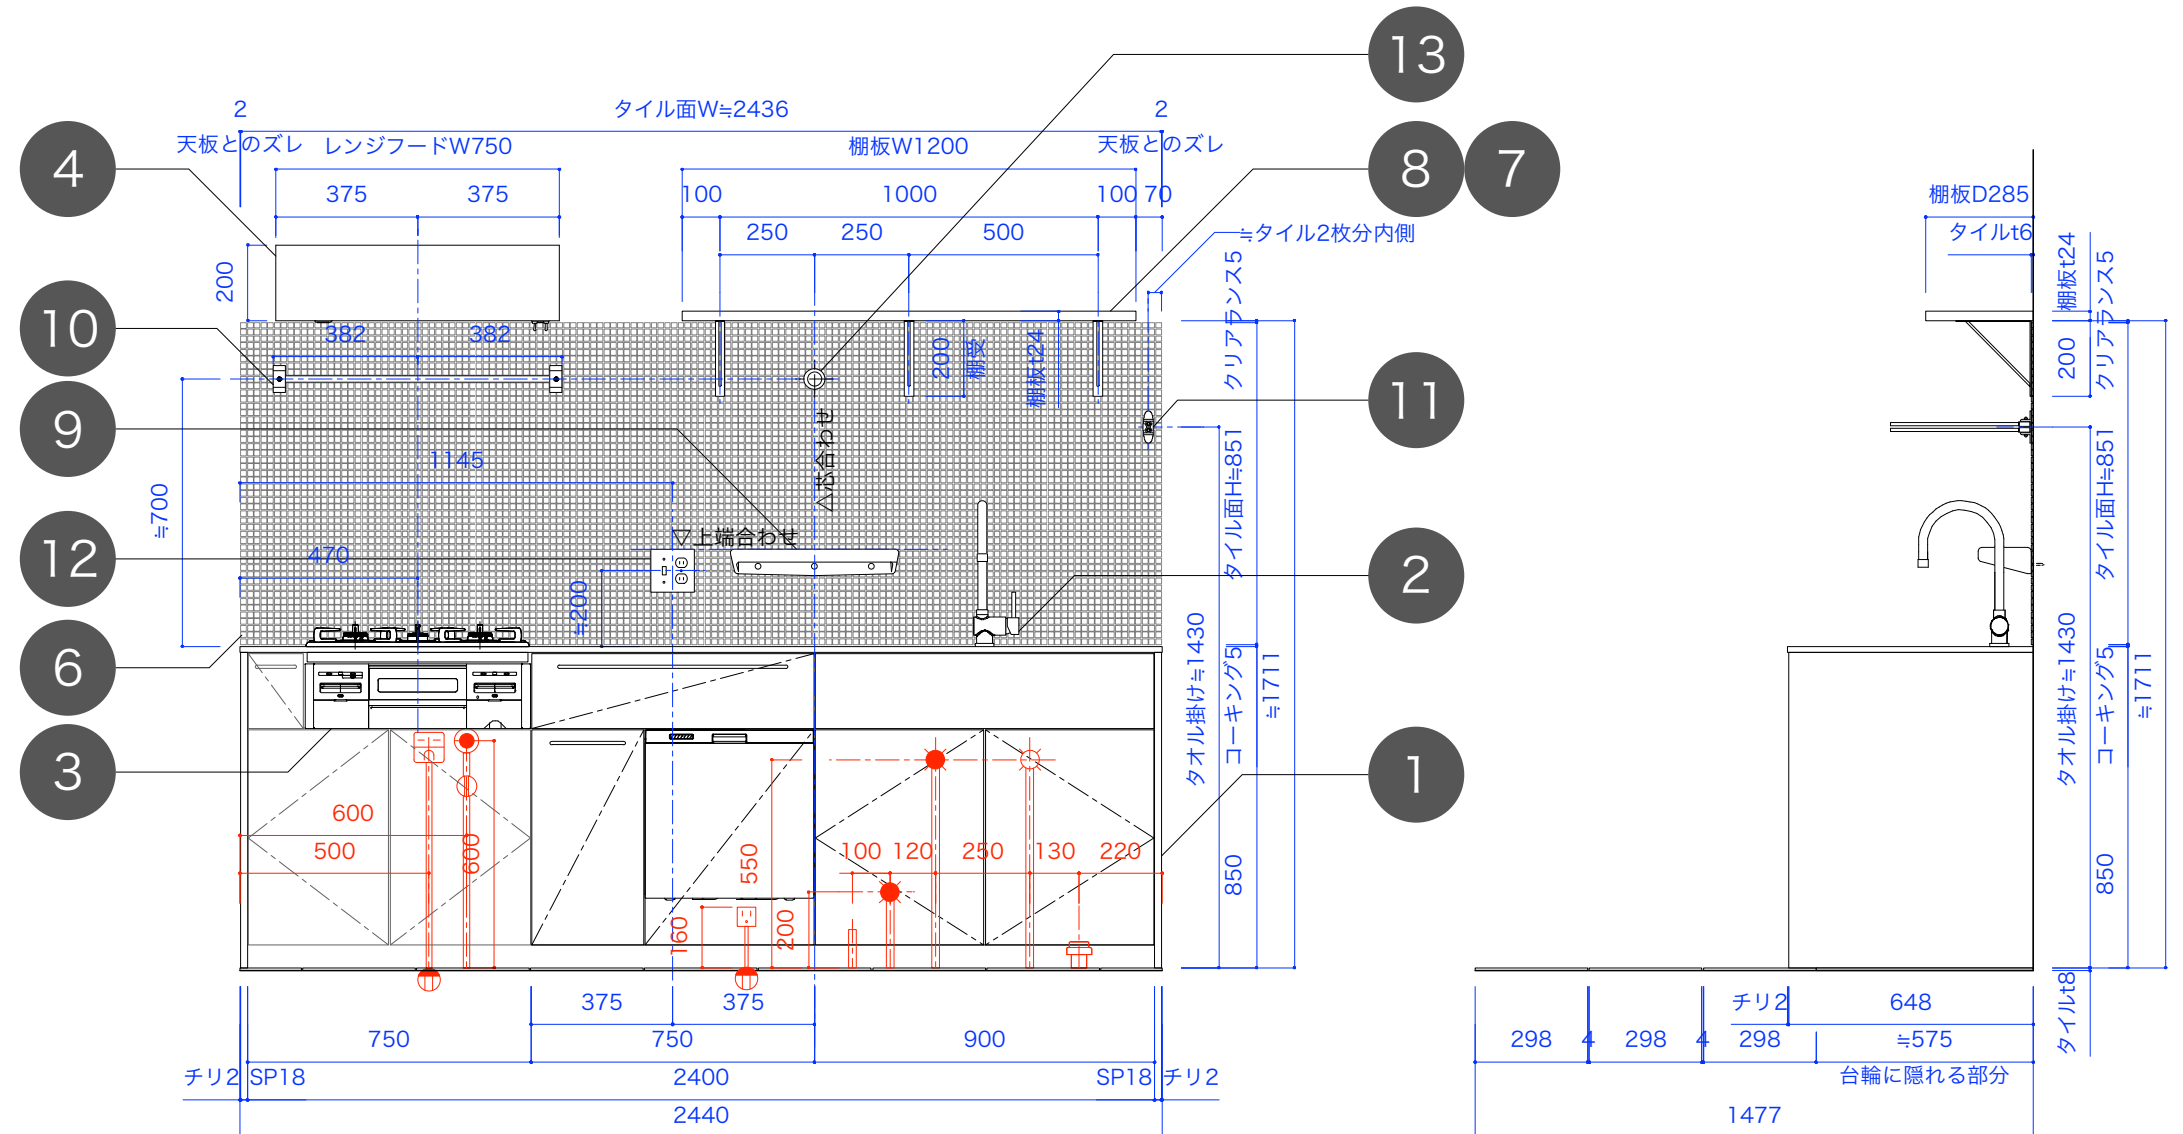 13
2
タイル面W≒2436
2
天板とのズレ
レンジフードW750
棚板W1200
天板とのズレ
4
8
7
375
375
100
1000
100
70
棚板D285
250
250
500
≒タイル2枚分内側
タイルt6
200
クリアランス5
棚板t24
クリアランス5
10
382
382
200
棚受
棚板t24
200
9
11
△芯合わせ
1145
タイル面H≒851
タイル面H≒851
≒700
▽上端合わせ
12
470
≒200
2
6
タオル掛け≒1430
コーキング5
≒1711
タオル掛け≒1430
コーキング5
≒1711
3
1
600
500
600
550
100
120
250
130
220
850
850
160
200
375
375
チリ2
648
タイルt8
750
750
900
298
4
298
4
298
≒575
チリ2
SP18
2400
SP18
チリ2
台輪に隠れる部分
2440
1477